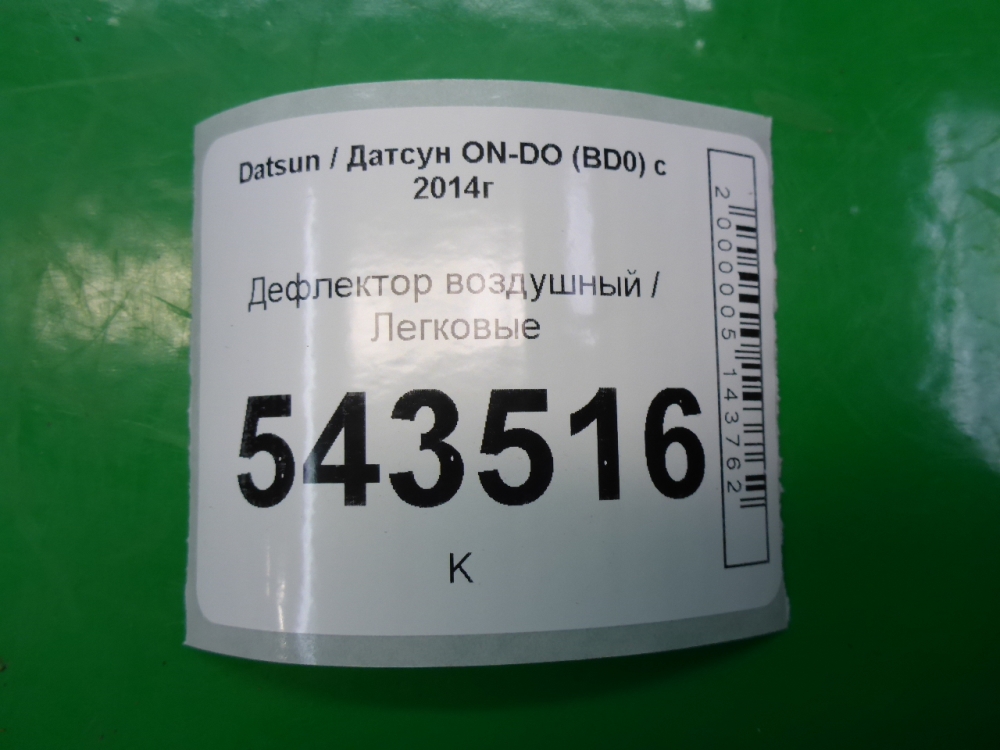 Datsun / Датсун ON-DO (BD0) с
2014г
Дефлектор воздушный /
Легковые
543516
К
2000005143762